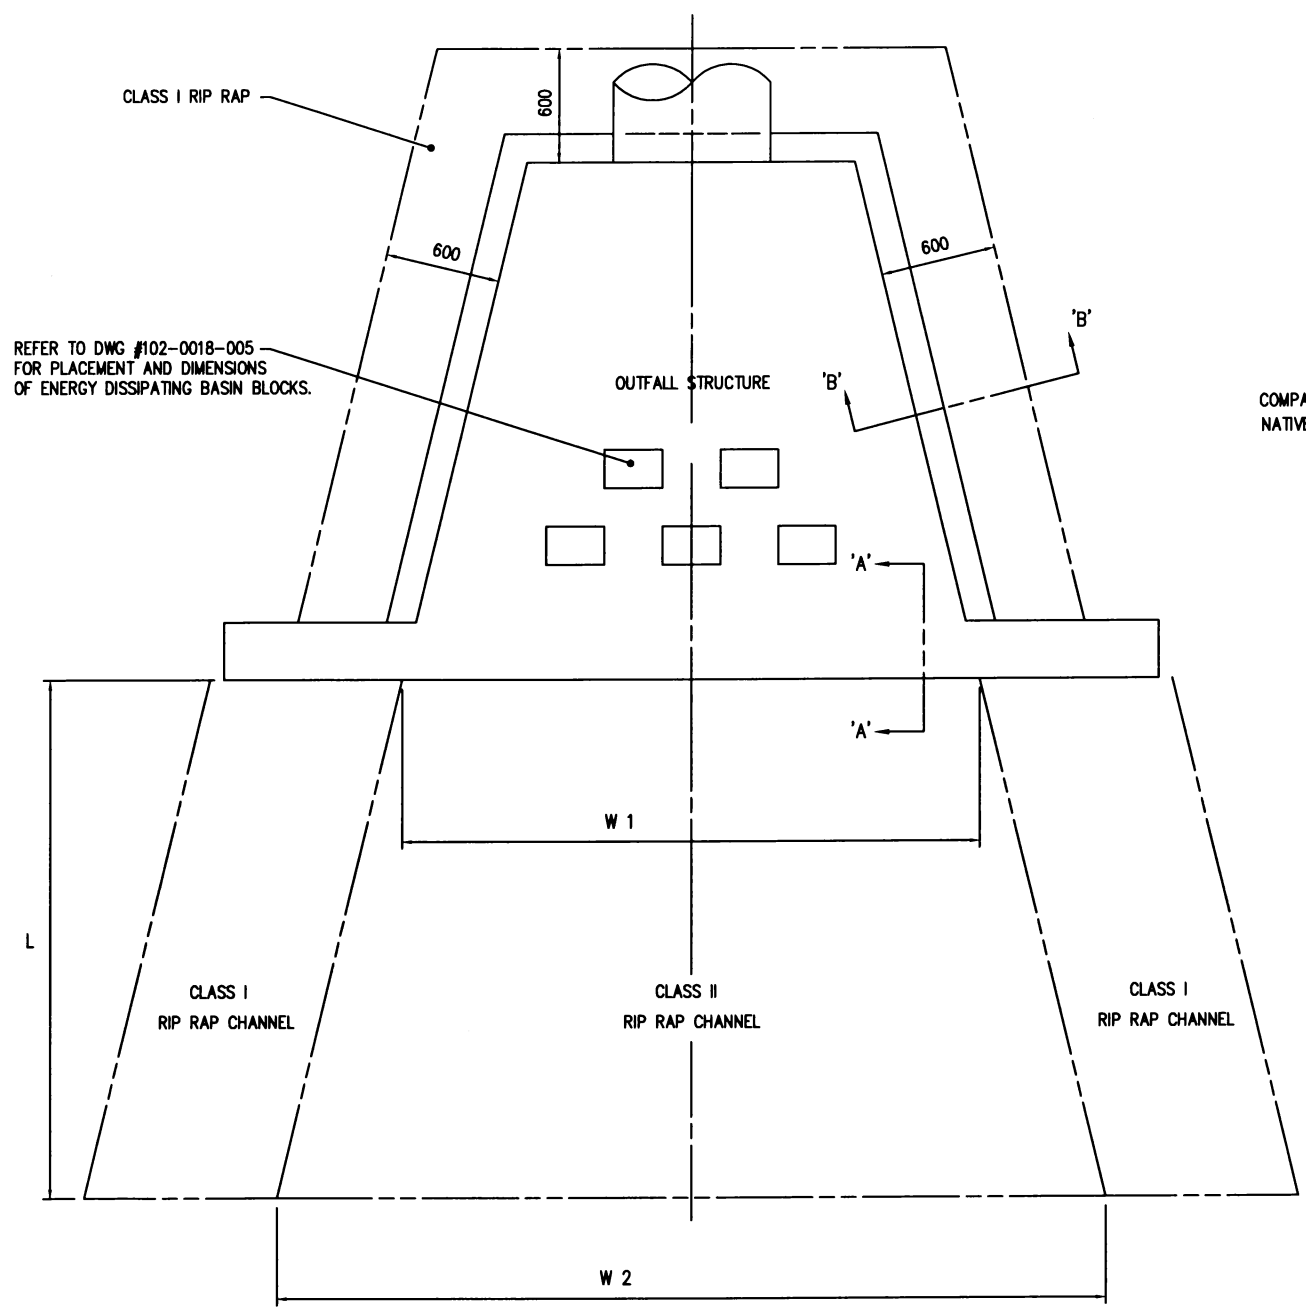 CLASS I RIP RAP
600
600
600
REFER TO DWG #102-0018-005
FOR PLACEMENT AND DIMENSIONS
OF ENERGY DISSIPATING BASIN BLOCKS.
OUTFALL STRUCTURE
'B'
'B'
COMPA
NATIVE
'A'
'A'
W 1
L
CLASS I
RIP RAP CHANNEL
CLASS II
RIP RAP CHANNEL
CLASS I
RIP RAP CHANNEL
W 2